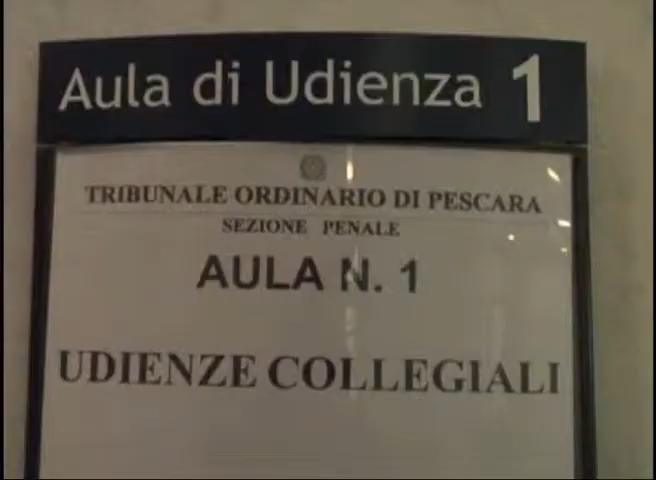 Aula di Udienza 1
TRIBUNALE ORDINARIO DI PESCARA
SEZIONE PENALE
AULA N. 1
UDIENZE COLLEGIALI